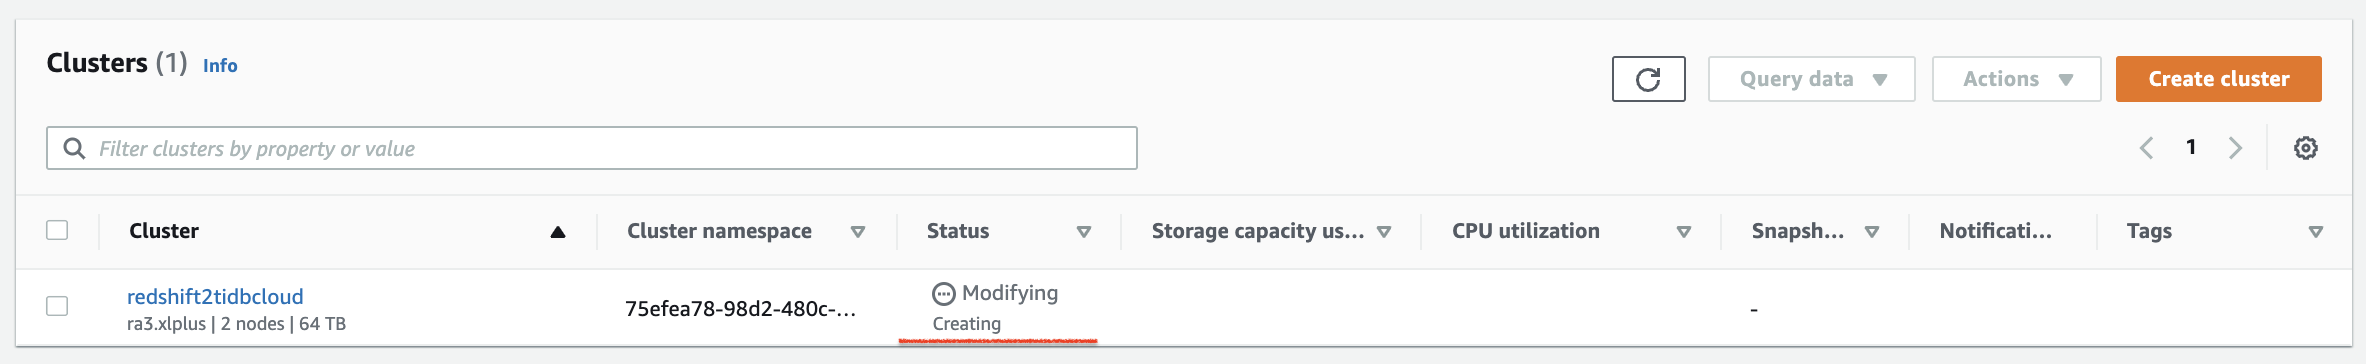 Clusters (1) Info
Query data
Actions
Create cluster
Filter clusters by property or value
1
Cluster
Cluster namespace
Status
Storage capacity us...
CPU utilization
Snapsh...
Notificati...
Tags
redshift2tidbcloud
ra3.xlplus | 2 nodes | 64 TB
75efea78-98d2-480c-...
Modifying
Creating
-